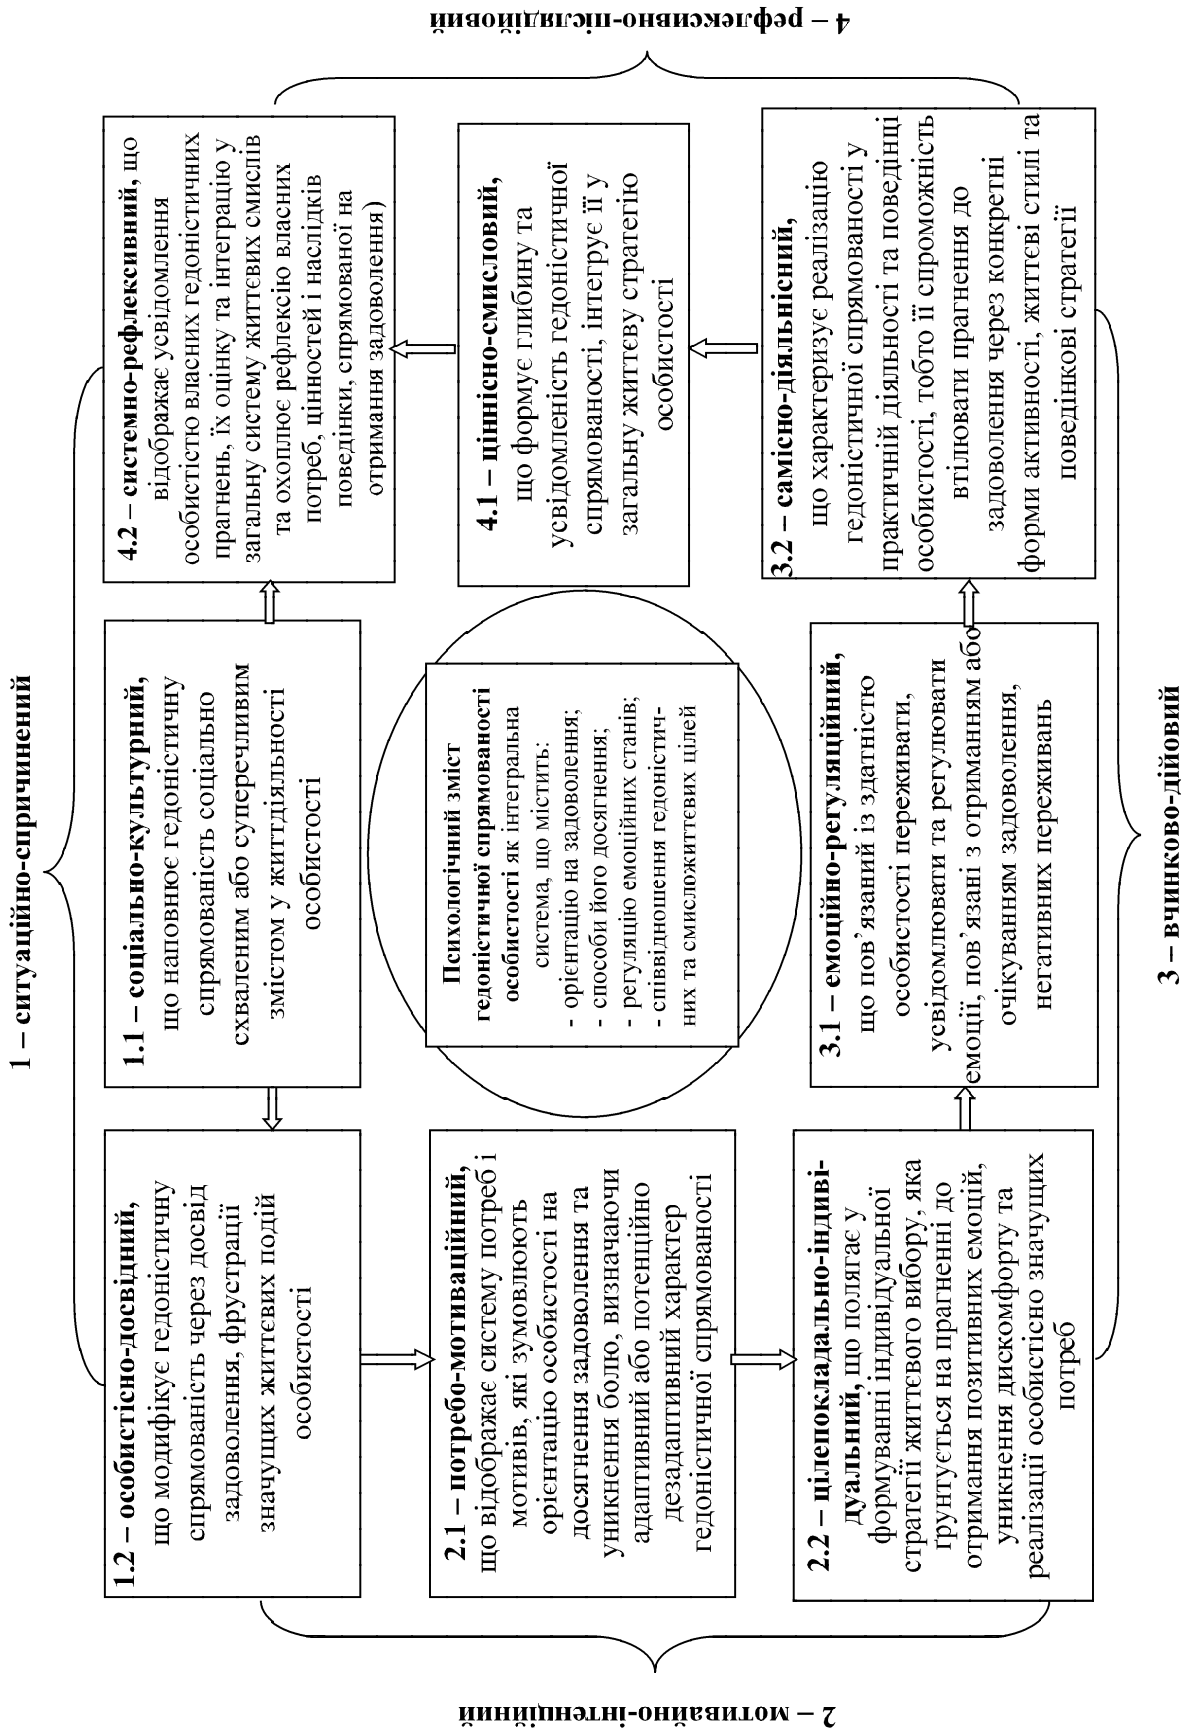 1 – ситуаційно-спричинений
1.2 – особистісно-досвідний,
що модифікує гедоністичну
спрямованість через досвід
задоволення, фрустрації
значущих життєвих подій
особистості
1.1 – соціально-культурний,
що наповнює гедоністичну
спрямованість соціально
схваленим або суперечливим
змістом у життдіяльності
особистості
4.2 – системно-рефлексивний, що
відображає усвідомлення
особистістю власних гедоністичних
прагнень, їх оцінку та інтеграцію у
загальну систему життєвих смислів
та охоплює рефлексію власних
потреб, цінностей і наслідків
поведінки, спрямованої на
отримання задоволення)
2 – мотивайно-інтенційний
2.1 – потребо-мотиваційний,
що відображає систему потреб і
мотивів, які зумовлюють
орієнтацію особистості на
досягнення задоволення та
уникнення болю, визначаючи
адаптивний або потенційно
дезадаптивний характер
гедоністичної спрямованості
Психологічний зміст
гедоністичної спрямованості
особистості як інтегральна
система, що містить:
- орієнтацію на задоволення;
- способи його досягнення;
- регуляцію емоційних станів;
- співвідношення гедоністич-
них та смисложиттєвих цілей
4.1 – ціннісно-смисловий,
що формує глибину та
усвідомленість гедоністичної
спрямованості, інтегрує її у
загальну життєву стратегію
особистості
4 – рефлексивно-післядійовий
2.2 – цілепокладально-індиві-
дуальний, що полягає у
формуванні індивідуальної
стратегії життєвого вибору, яка
ґрунтується на прагненні до
отримання позитивних емоцій,
уникнення дискомфорту та
реалізації особистісно значущих
потреб
3.1 – емоційно-регуляційний,
що пов’язаний із здатністю
особистості переживати,
усвідомлювати та регулювати
емоції, пов’язані з отриманням або
очікуванням задоволення,
негативних переживань
3.2 – самісно-діяльнісний,
що характеризує реалізацію
гедоністичної спрямованості у
практичній діяльності та поведінці
особистості, тобто її спроможність
втілювати прагнення до
задоволення через конкретні
форми активності, життєві стилі та
поведінкові стратегії
3 – вчинково-дійовий